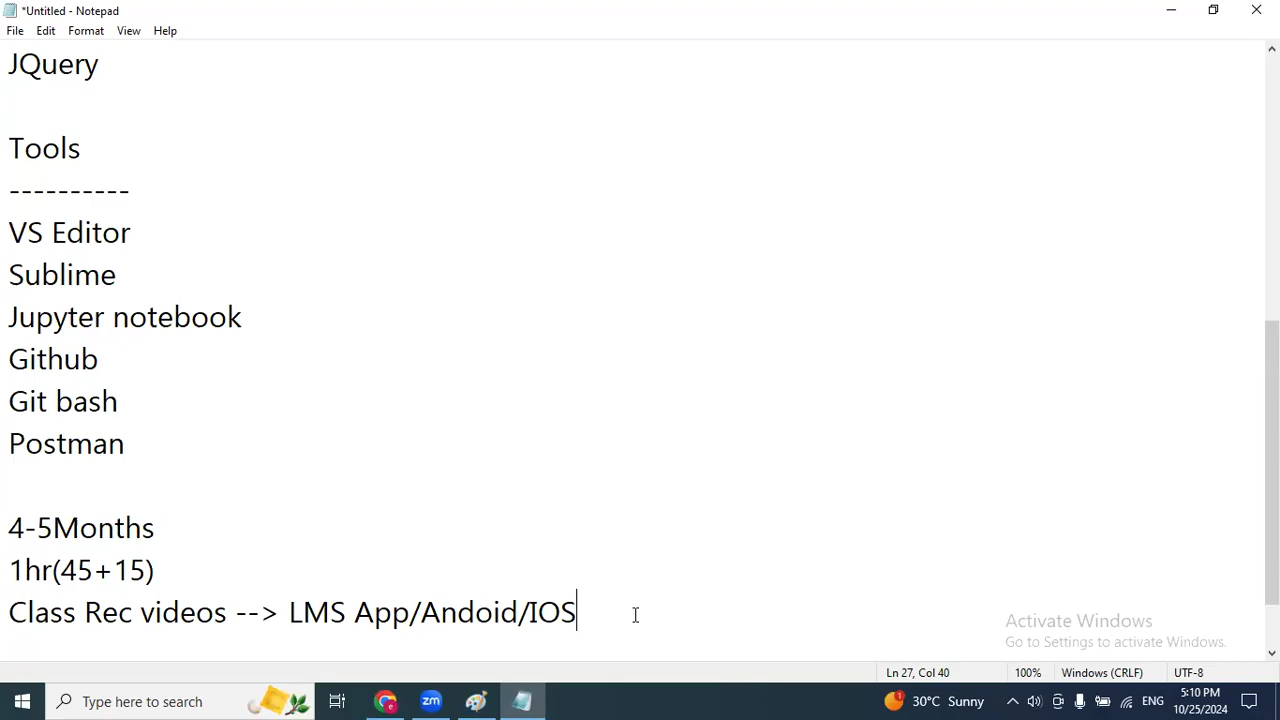 *Untitled - Notepad
File Edit Format View Help
JQuery
Tools
----------
VS Editor
Sublime
Jupyter notebook
Github
Git bash
Postman
4-5Months
1hr(45+15)
Class Rec videos --> LMS App/Andoid/IOS
Activate Windows
Go to Settings to activate Windows.
Ln 27, Col 40 100% Windows (CRLF) UTF-8
Type here to search zm 1 30°C Sunny ENG 5:10 PM
10/25/2024